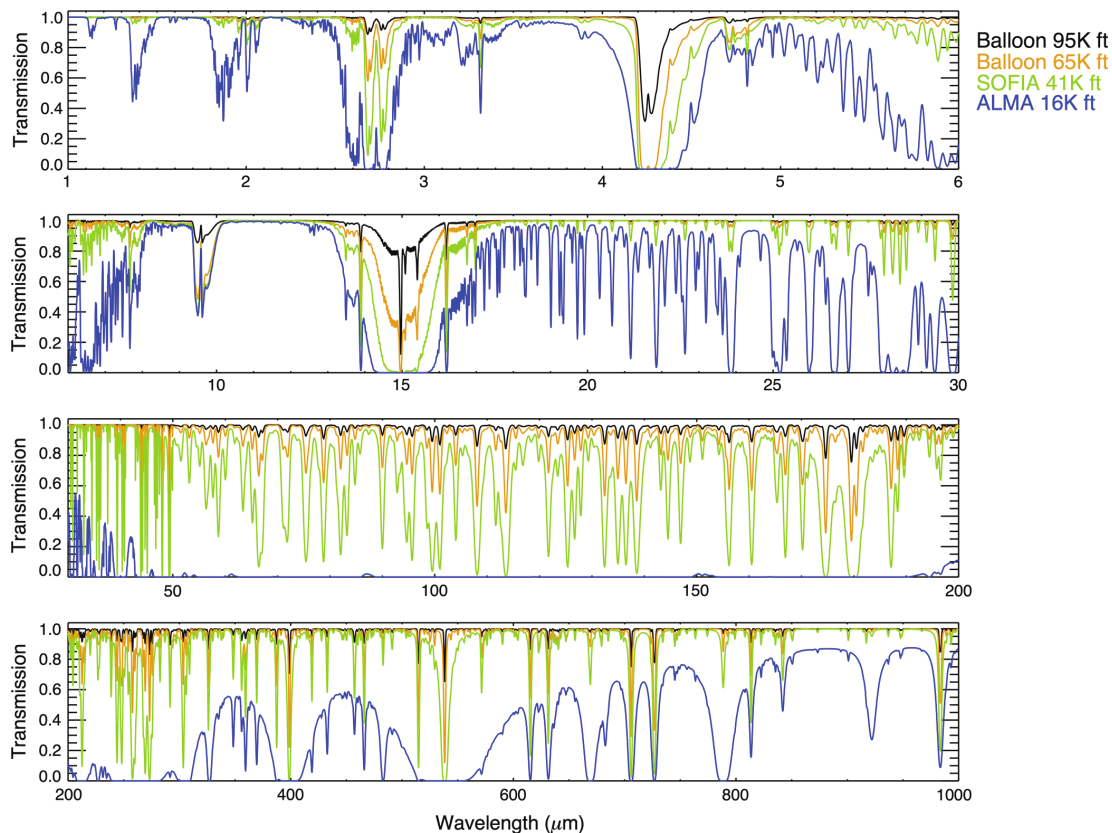 Balloon 95K ft
Balloon 65K ft
SOFIA 41K ft
ALMA 16K ft
Transmission
1.0
0.8
0.6
0.4
0.2
0.0
1 2 3 4 5 6
Transmission
1.0
0.8
0.6
0.4
0.2
0.0
10 15 20 25 30
Transmission
1.0
0.8
0.6
0.4
0.2
0.0
50 100 150 200
Transmission
1.0
0.8
0.6
0.4
0.2
0.0
200 400 600 800 1000
Wavelength (μm)